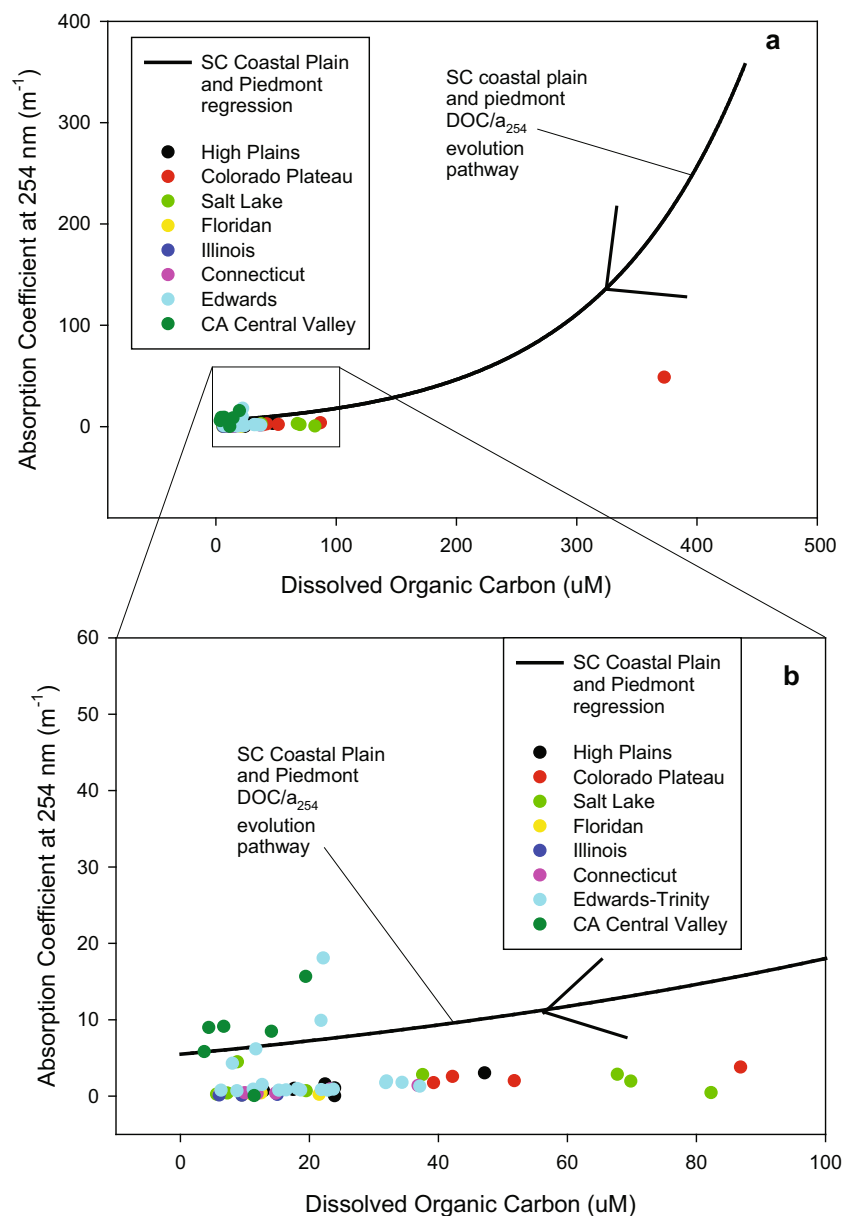 a
400
300
200
100
0
Absorption Coefficient at 254 nm (m-1)
SC Coastal Plain
and Piedmont
regression
High Plains
Colorado Plateau
Salt Lake
Floridan
Illinois
Connecticut
Edwards
CA Central Valley
SC coastal plain
and piedmont
DOC/a254
evolution
pathway
0 100 200 300 400 500
Dissolved Organic Carbon (uM)
b
60
50
40
30
20
10
0
Absorption Coefficient at 254 nm (m-1)
SC Coastal Plain
and Piedmont
DOC/a254
evolution
pathway
SC Coastal Plain
and Piedmont
regression
High Plains
Colorado Plateau
Salt Lake
Floridan
Illinois
Connecticut
Edwards-Trinity
CA Central Valley
0 20 40 60 80 100
Dissolved Organic Carbon (uM)